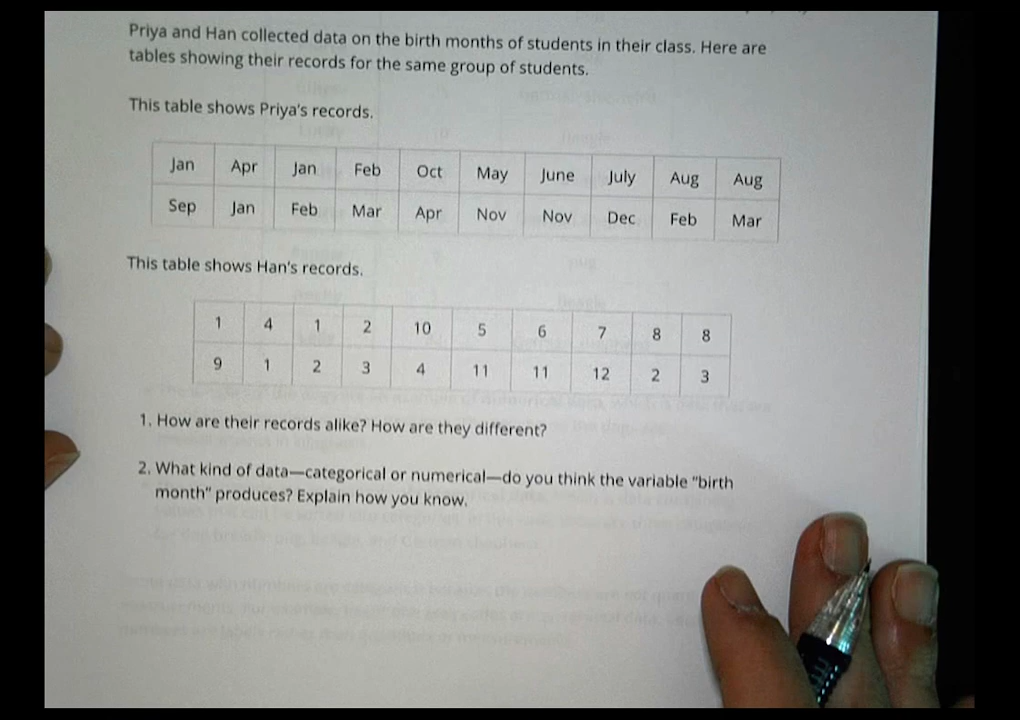 Priya and Han collected data on the birth months of students in their class. Here are
tables showing their records for the same group of students.
This table shows Priya's records.
Jan Apr Jan Feb Oct May June July Aug Aug
Sep Jan Feb Mar Apr Nov Nov Dec Feb Mar
This table shows Han's records.
1 4 1 2 10 5 6 7 8 8
9 1 2 3 4 11 11 12 2 3
1. How are their records alike? How are they different?
2. What kind of data—categorical or numerical—do you think the variable "birth
month" produces? Explain how you know.